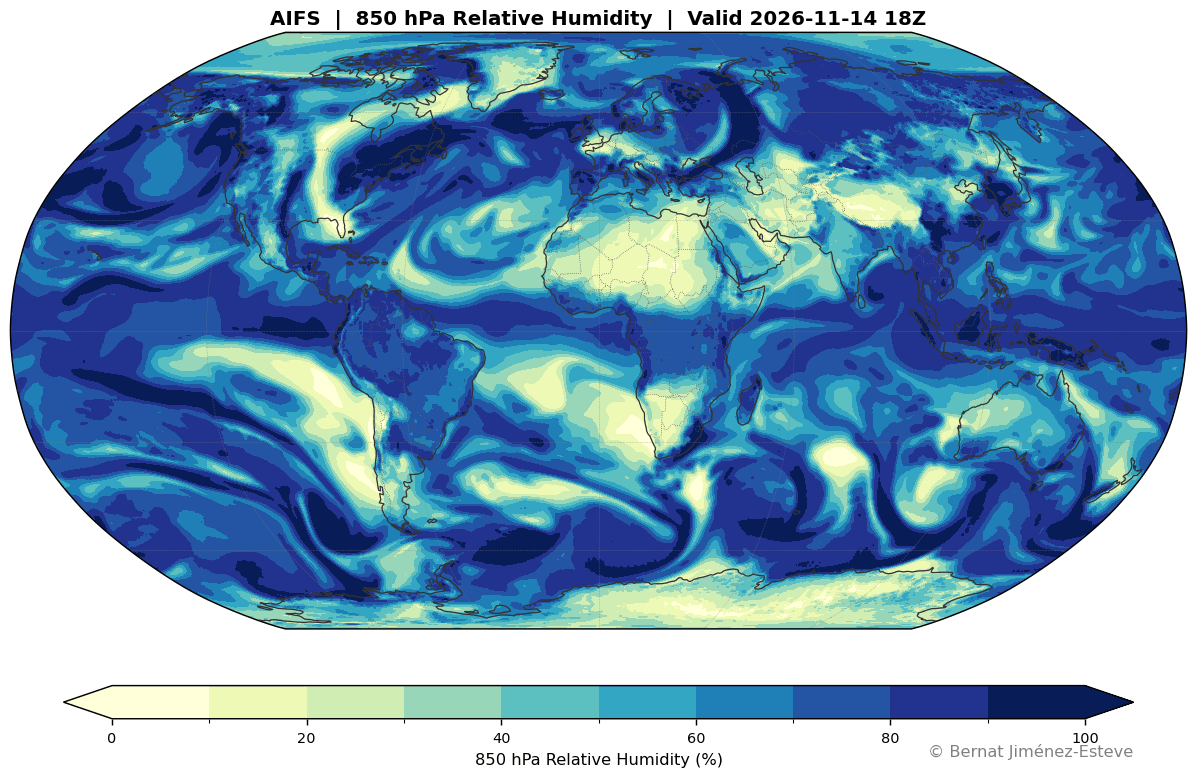 AIFS | 850 hPa Relative Humidity | Valid 2026-11-14 18Z
0 20 40 60 80 100
850 hPa Relative Humidity (%)
© Bernat Jiménez-Esteve